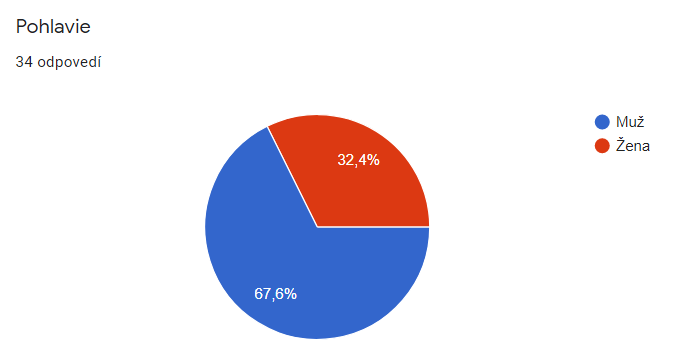 Pohlavie
34 odpovedí
Muž
Žena
32,4%
67,6%